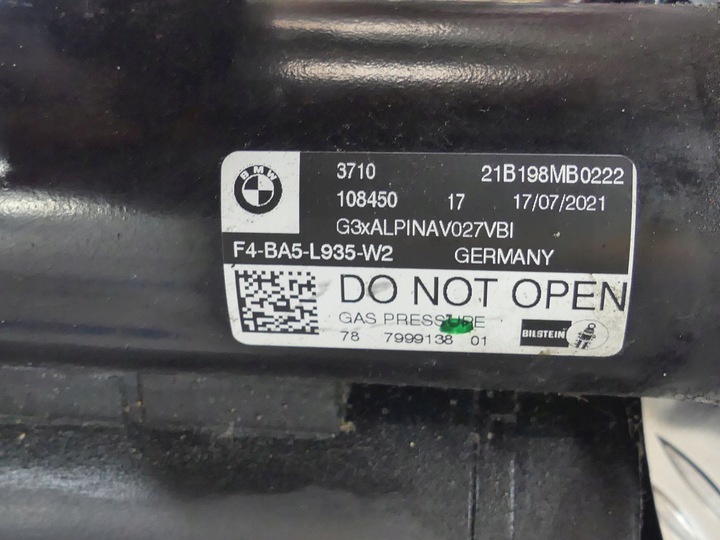 BMW
3710 21B198MB0222
108450 17 17/07/2021
G3xALPINAV027VBI
F4-BA5-L935-W2 GERMANY
DO NOT OPEN
GAS PRESSURE
BILSTEIN
78 7999138 01